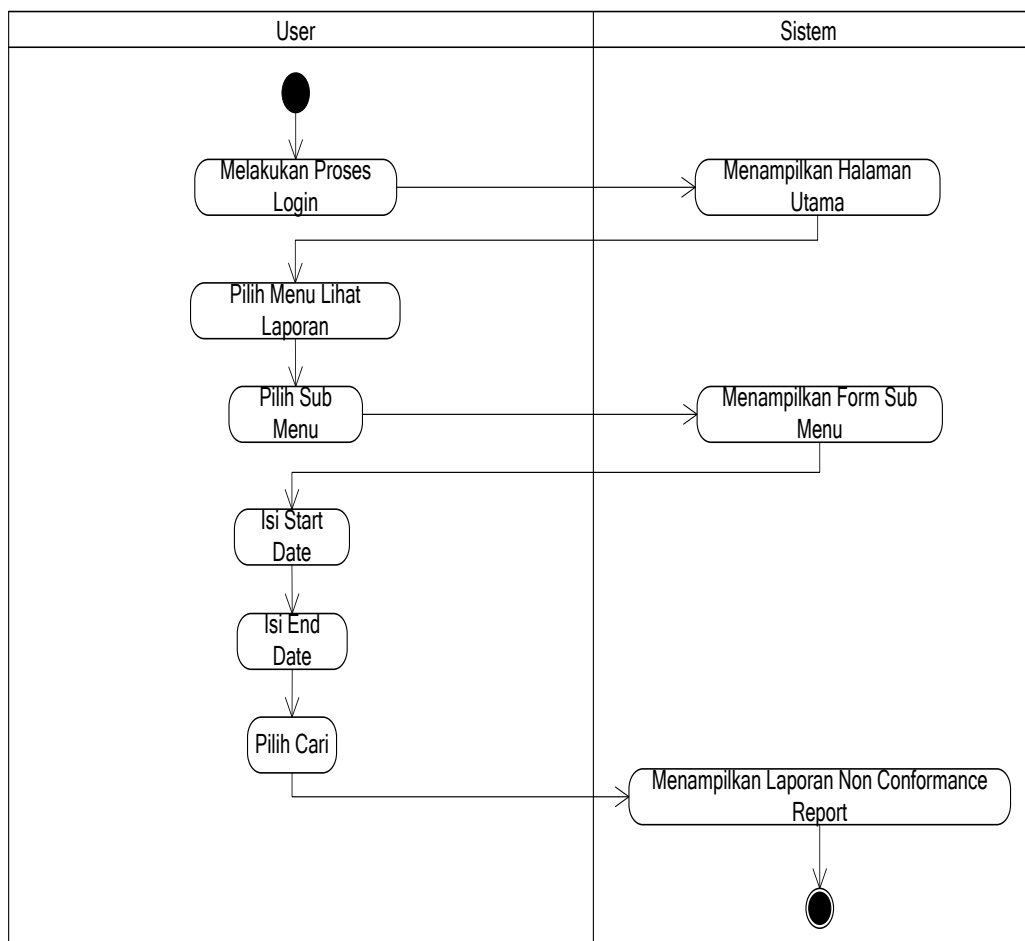 User
Sistem
Melakukan Proses
Login
Menampilkan Halaman
Utama
Pilih Menu Lihat
Laporan
Pilih Sub
Menu
Menampilkan Form Sub
Menu
Isi Start
Date
Isi End
Date
Pilih Cari
Menampilkan Laporan Non Conformance
Report